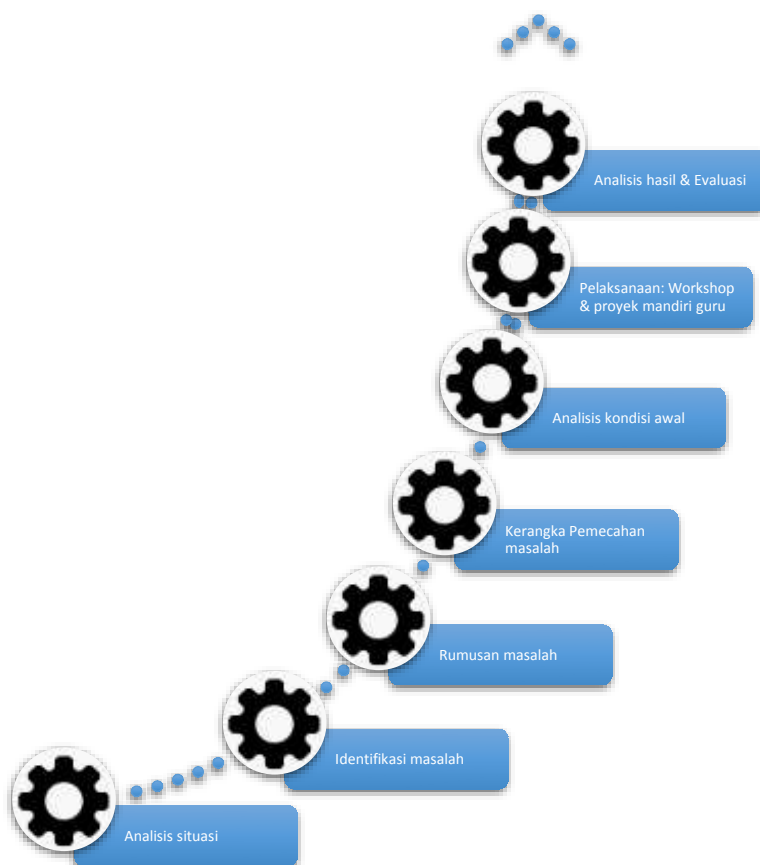 Analisis hasil & Evaluasi
Pelaksanaan: Workshop
& proyek mandiri guru
Analisis kondisi awal
Kerangka Pemecahan
masalah
Rumusan masalah
Identifikasi masalah
Analisis situasi